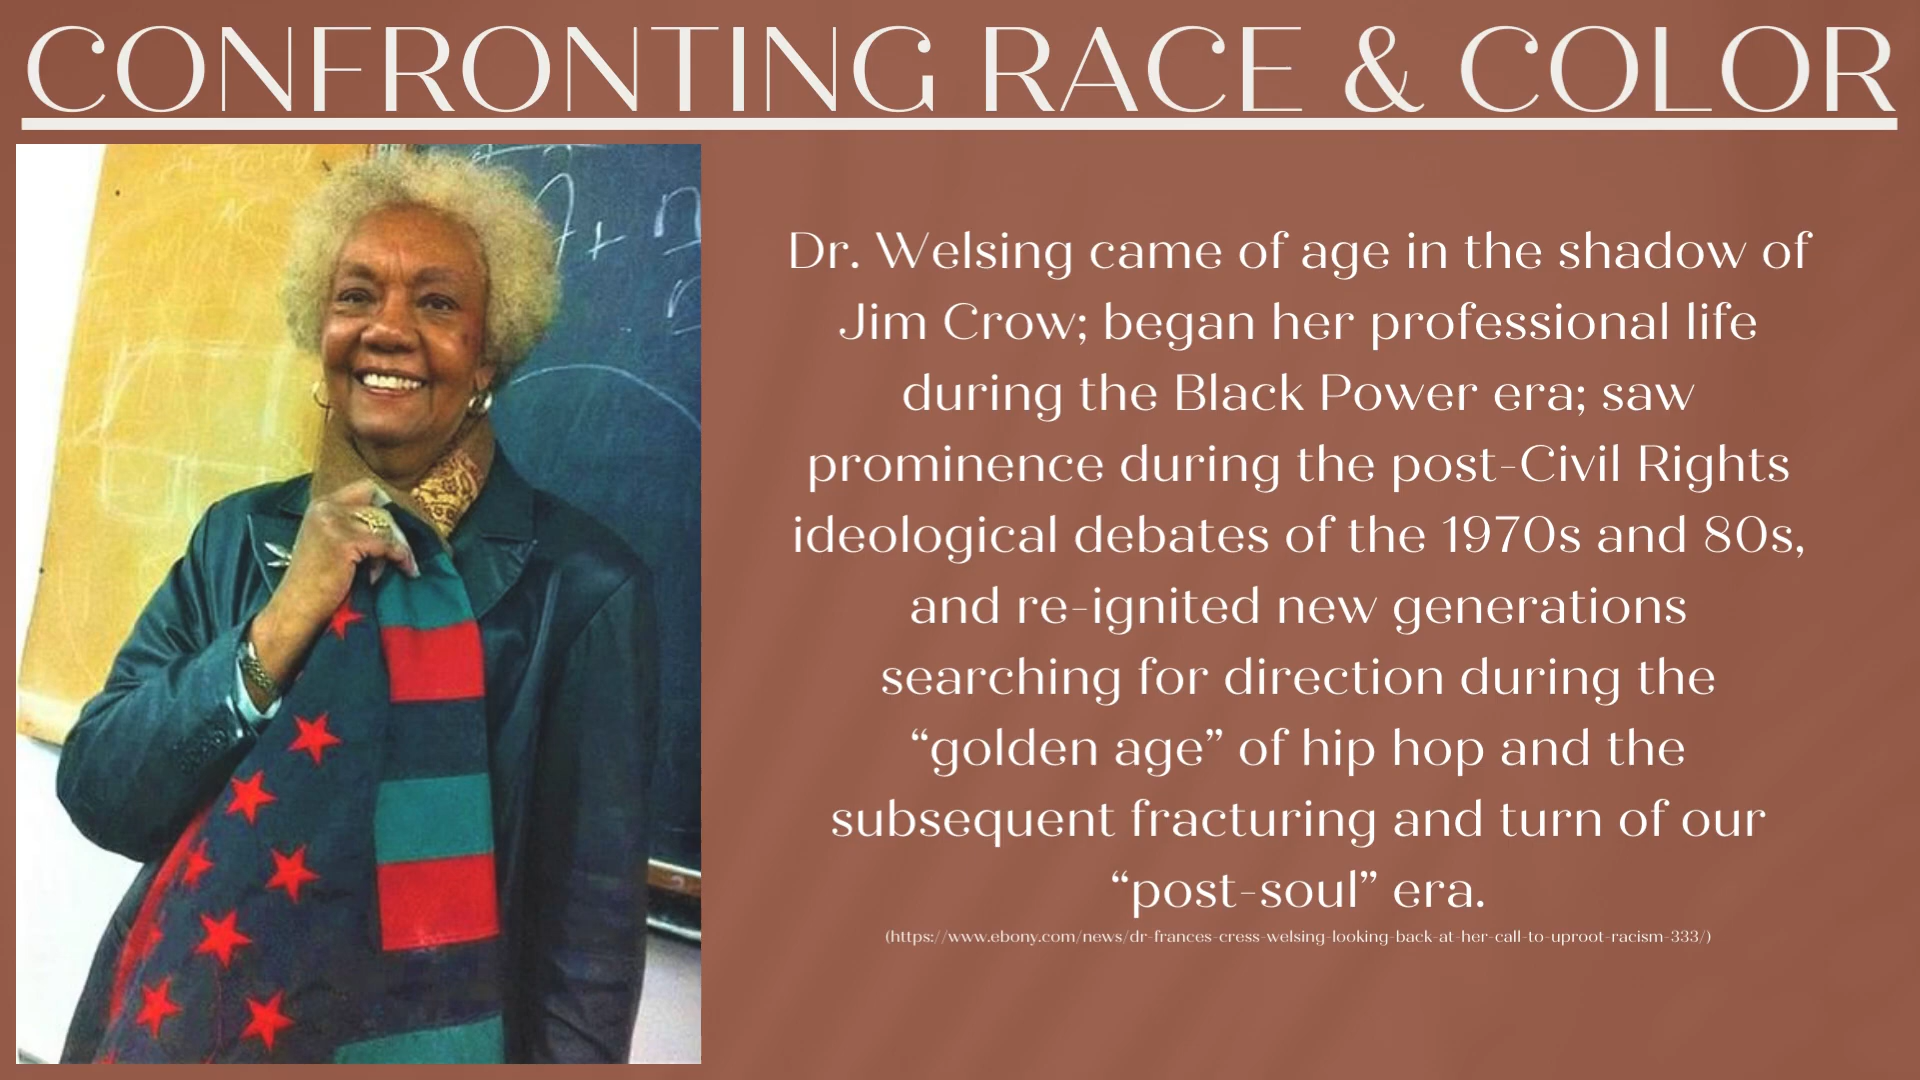 CONFRONTING RACE & COLOR
Dr. Welsing came of age in the shadow of
Jim Crow; began her professional life
during the Black Power era; saw
prominence during the post-Civil Rights
ideological debates of the 1970s and 80s,
and re-ignited new generations
searching for direction during the
“golden age” of hip hop and the
subsequent fracturing and turn of our
“post-soul” era.
(https://www.ebony.com/news/dr-frances-cress-welsing-looking-back-at-her-call-to-uproot-racism-333/)